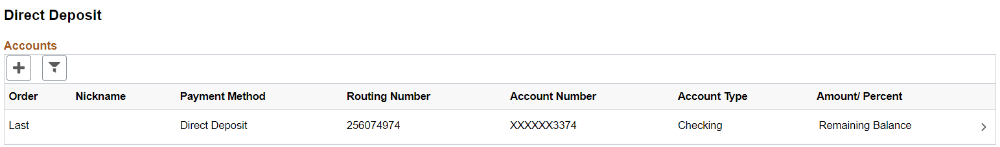 Direct Deposit
Accounts
Order Nickname Payment Method Routing Number Account Number Account Type Amount/ Percent
Last Direct Deposit 256074974 XXXXXX3374 Checking Remaining Balance